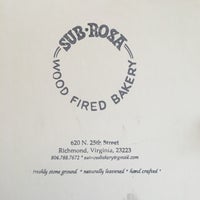 SUB·ROSA
WOOD FIRED BAKERY
620 N. 25th Street
Richmond, Virginia, 23223
806.788.7672 * subrosabakery@gmail.com
freshly stone ground * naturally leavened * hand crafted *